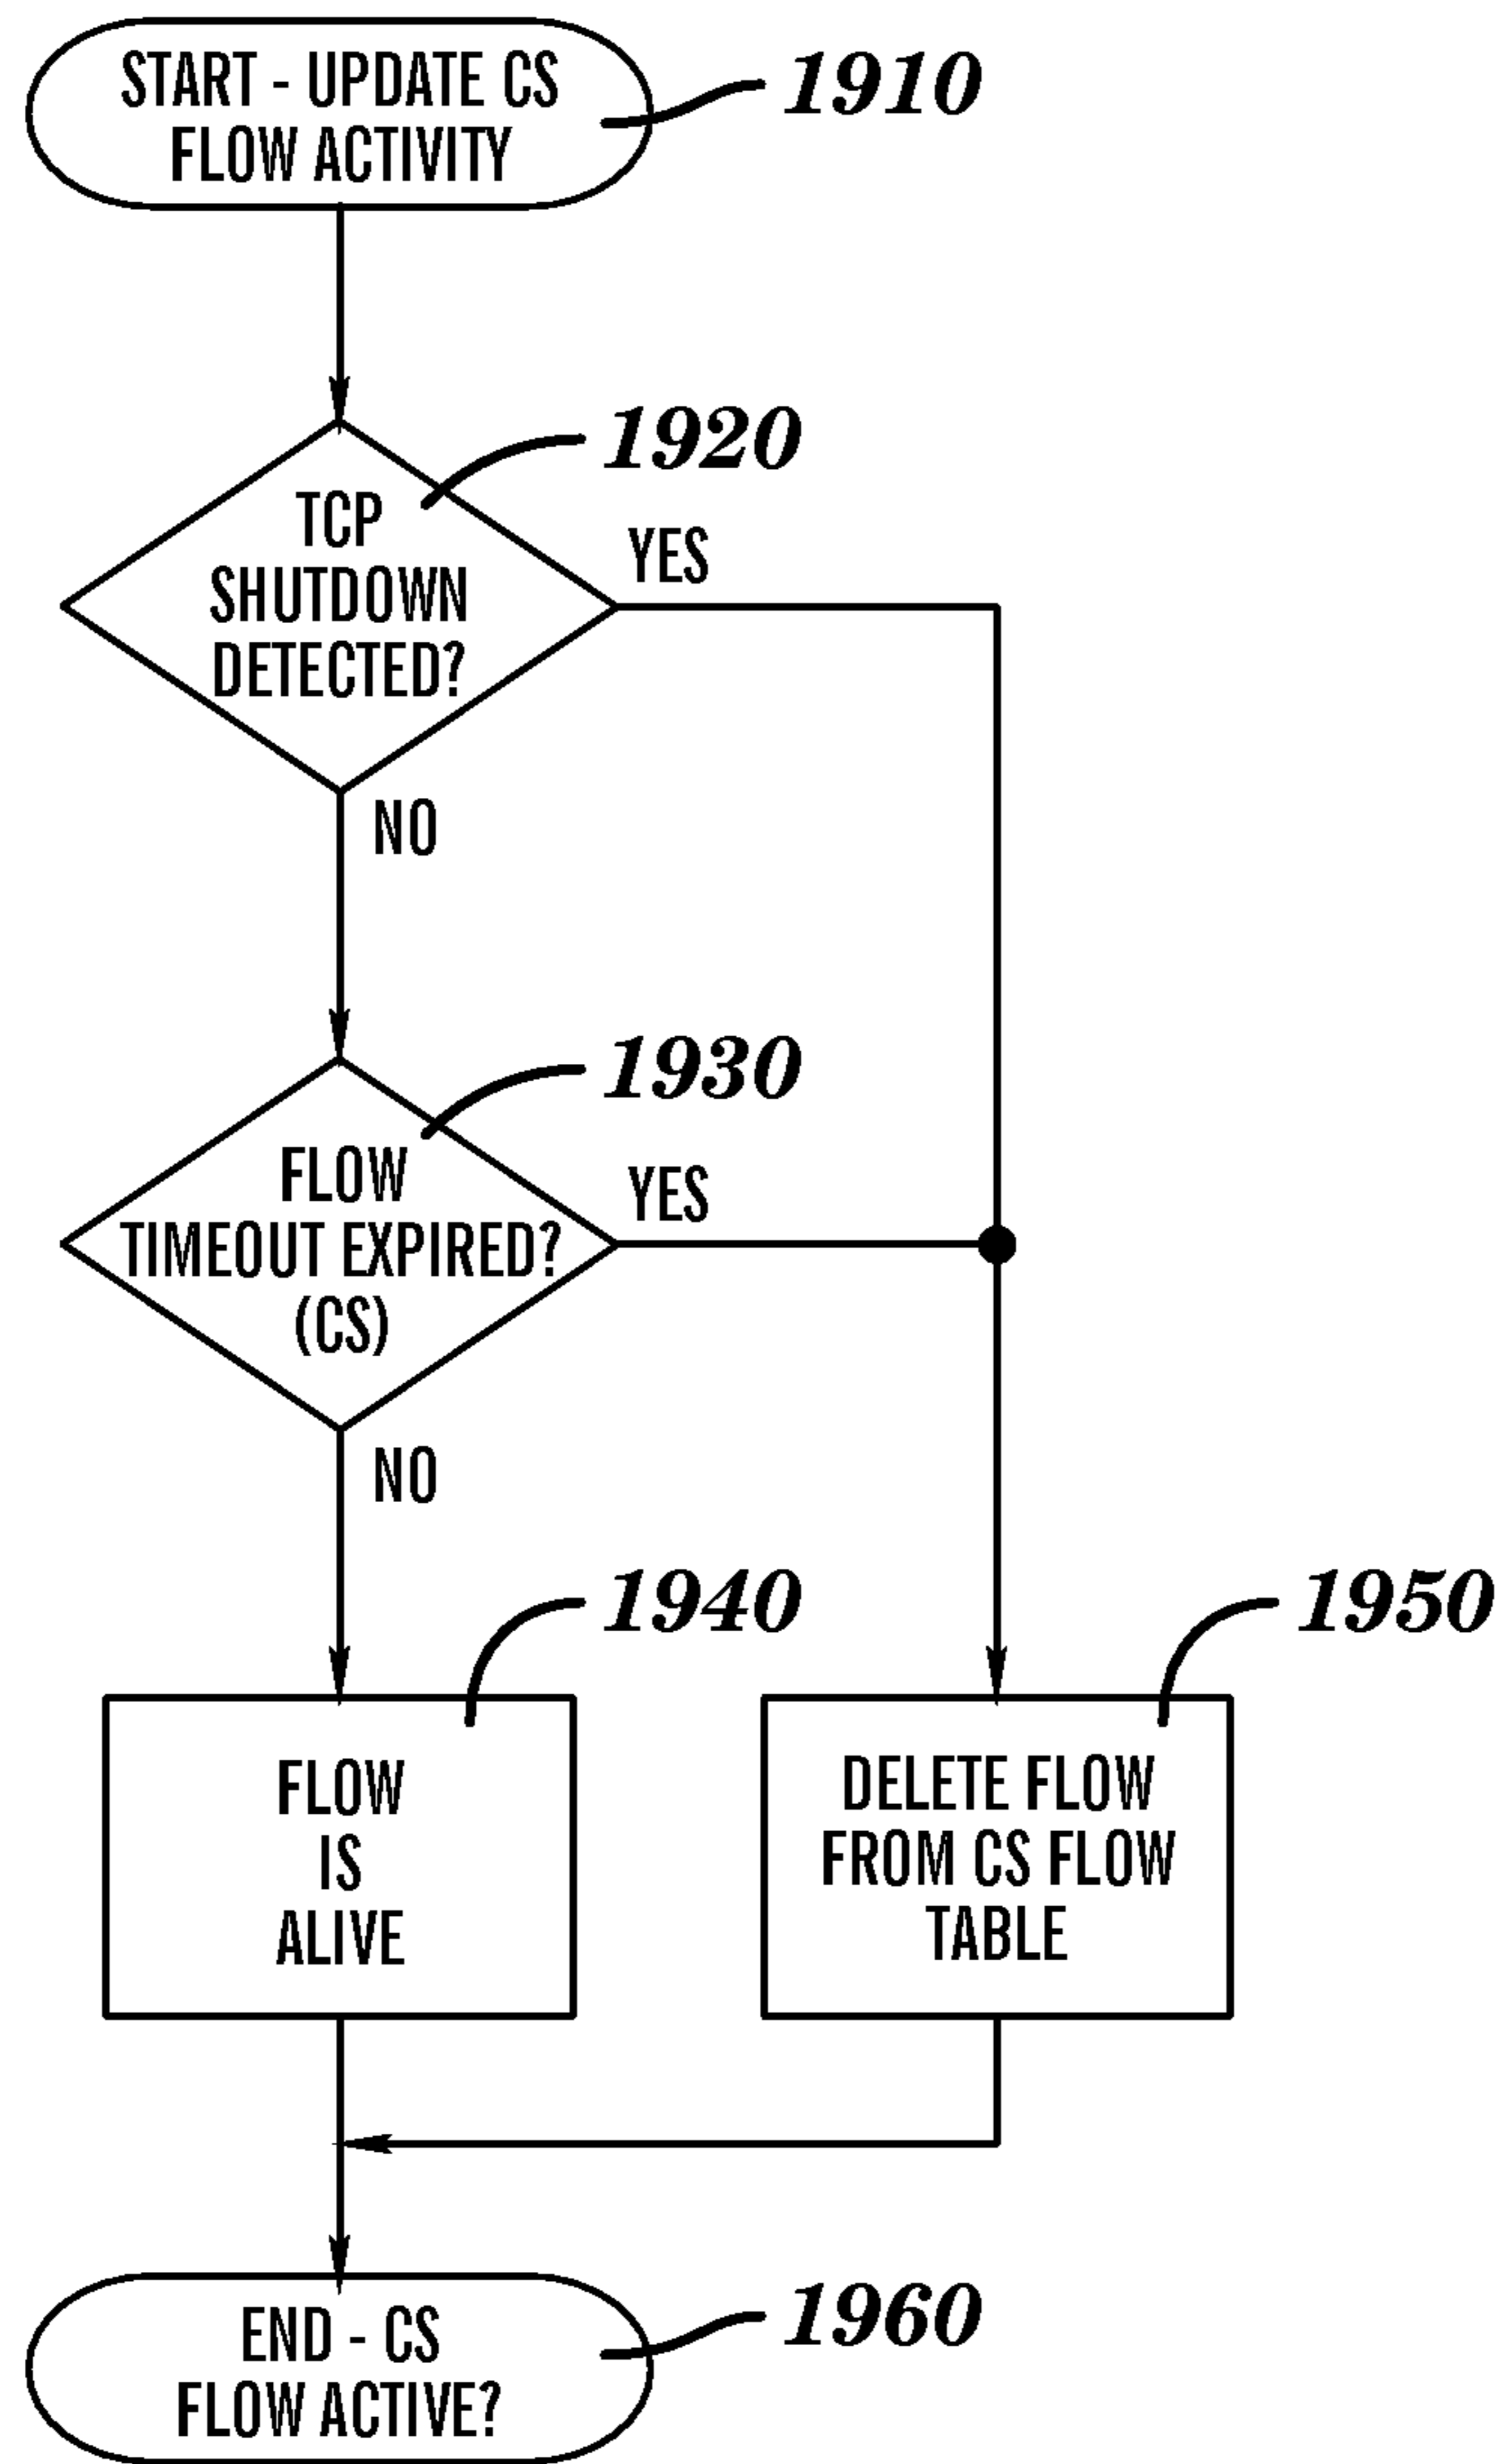 START - UPDATE CS
FLOW ACTIVITY
1910
1920
TCP
SHUTDOWN
DETECTED?
YES
NO
1930
FLOW
TIMEOUT EXPIRED?
(CS)
YES
NO
1940
1950
FLOW
IS
ALIVE
DELETE FLOW
FROM CS FLOW
TABLE
END - CS
FLOW ACTIVE?
1960